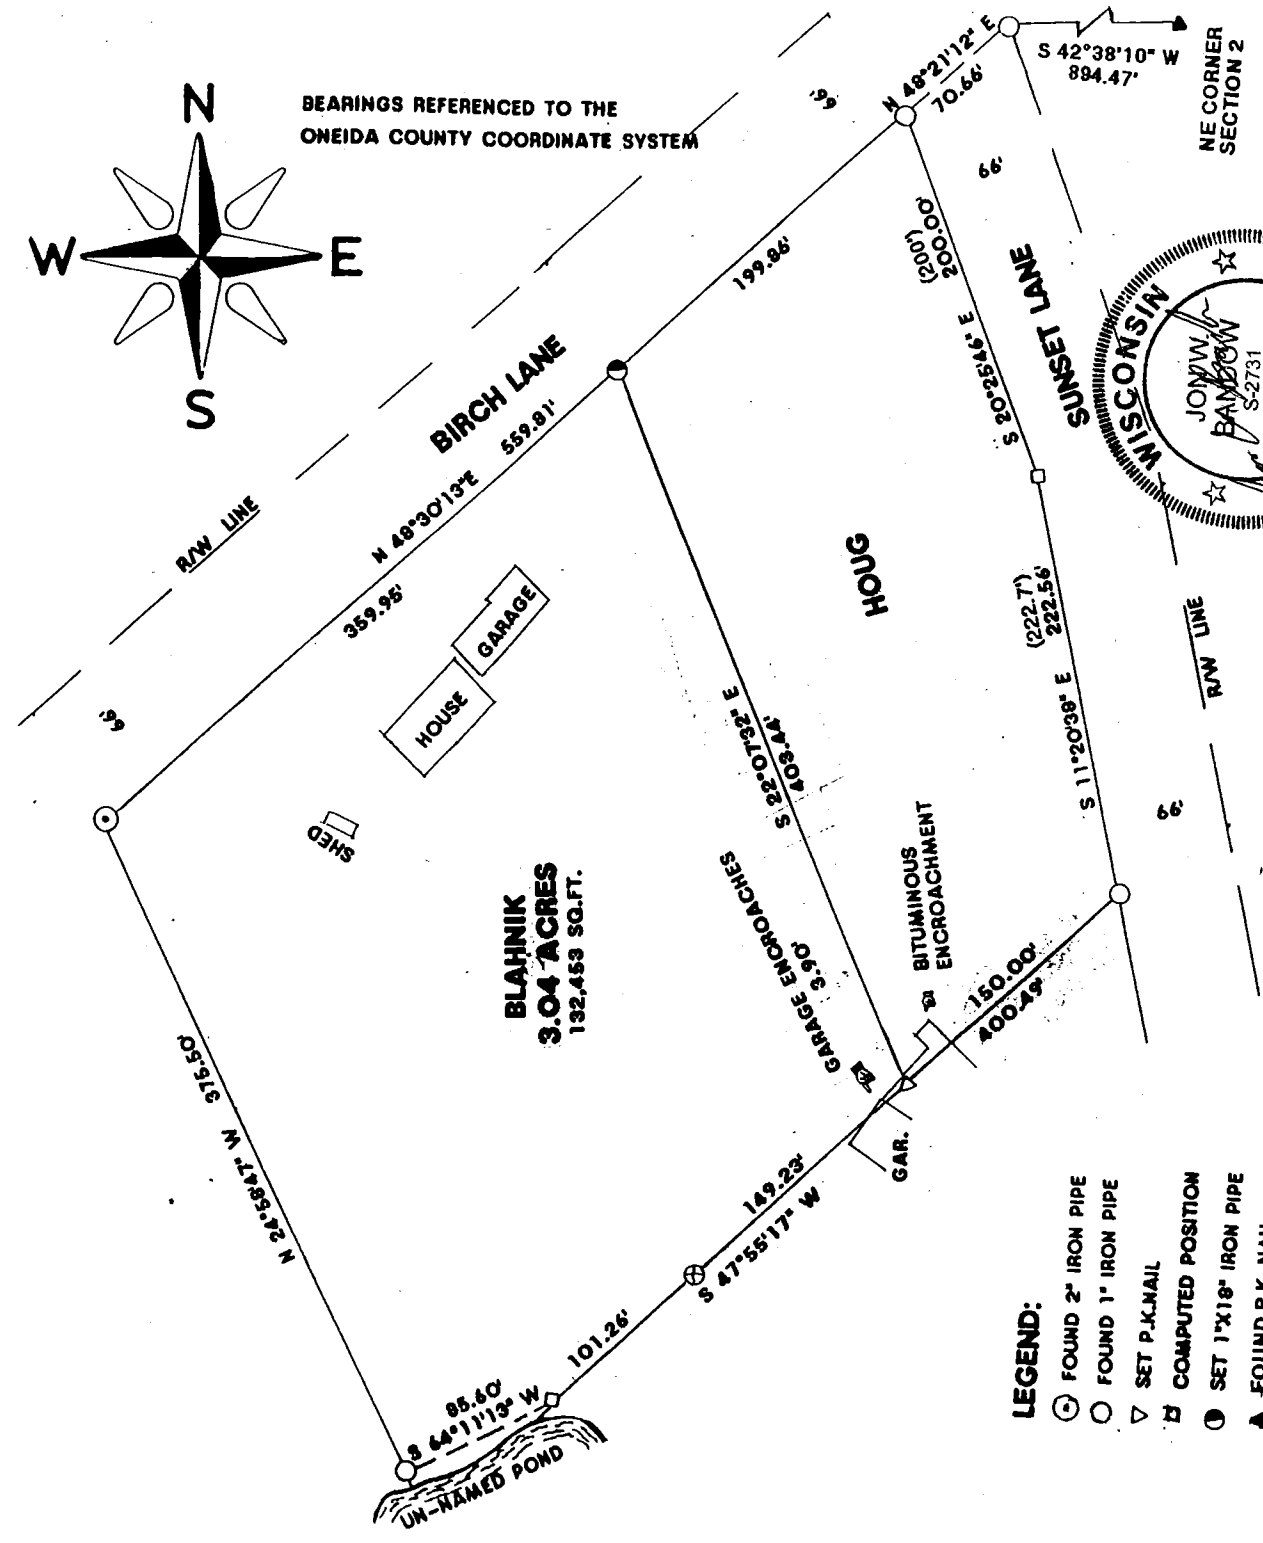 N
W
E
S
BEARINGS REFERENCED TO THE
ONEIDA COUNTY COORDINATE SYSTEM
N 48°21'12" E
70.66'
S 42°38'10" W
894.47'
NE CORNER
SECTION 2
66'
66'
199.86'
(200')
200.00'
S 20°25'46" E
SUNSET LANE
WISCONSIN
JON W.
BANDOW
S-2731
BIRCH LANE
559.81'
N 48°30'13"E
359.95'
R/W LINE
66'
GARAGE
HOUSE
SHED
HOUG
(222.7')
222.56'
S 11°20'39" E
R/W LINE
66'
S 22°07'32" E
403.44'
BLAHNIK
3.04 ACRES
132,453 SQ.FT.
GARAGE ENCROACHES
3.90'
BITUMINOUS
ENCROACHMENT
150.00'
400.49'
GAR.
375.50'
N 24°58'47" W
149.23'
S 47°55'17" W
101.26'
85.60'
S 64°11'13" W
UN-NAMED POND
LEGEND:
FOUND 2" IRON PIPE
FOUND 1" IRON PIPE
SET P.K.NAIL
COMPUTED POSITION
SET 1"X18" IRON PIPE
FOUND P.K. NAIL